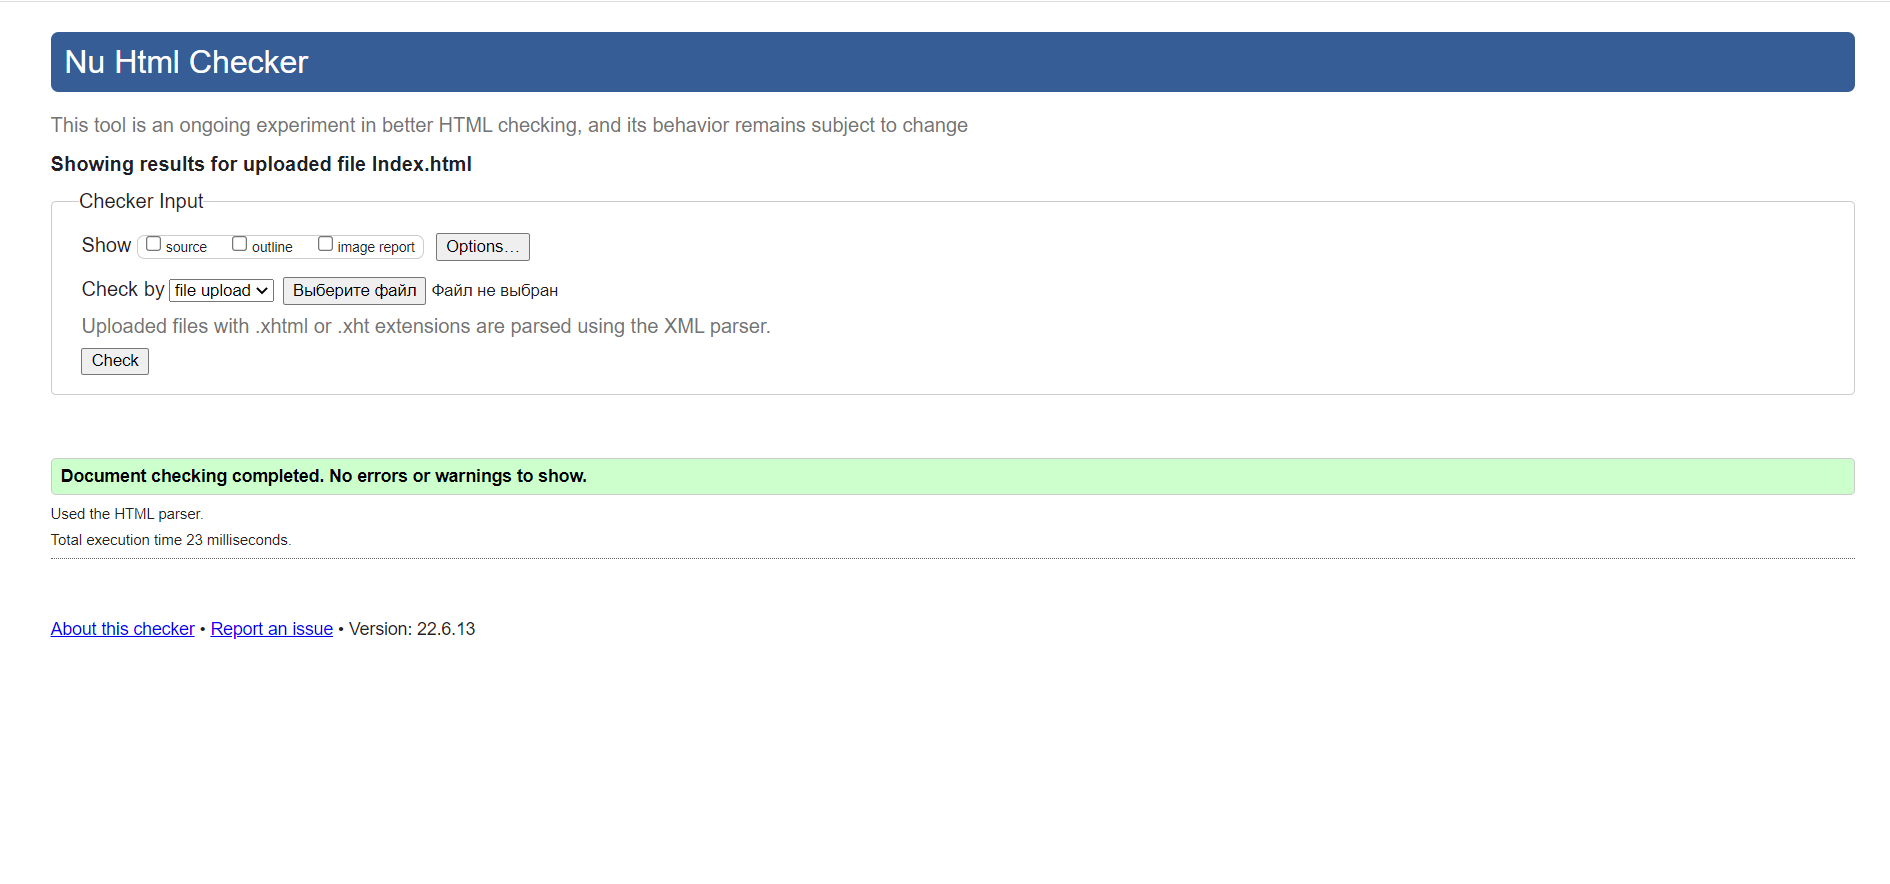 Nu Html Checker
This tool is an ongoing experiment in better HTML checking, and its behavior remains subject to change
Showing results for uploaded file Index.html
Checker Input
Show source outline image report Options…
Check by file upload Выберите файл Файл не выбран
Uploaded files with .xhtml or .xht extensions are parsed using the XML parser.
Check
Document checking completed. No errors or warnings to show.
Used the HTML parser.
Total execution time 23 milliseconds.
About this checker • Report an issue • Version: 22.6.13